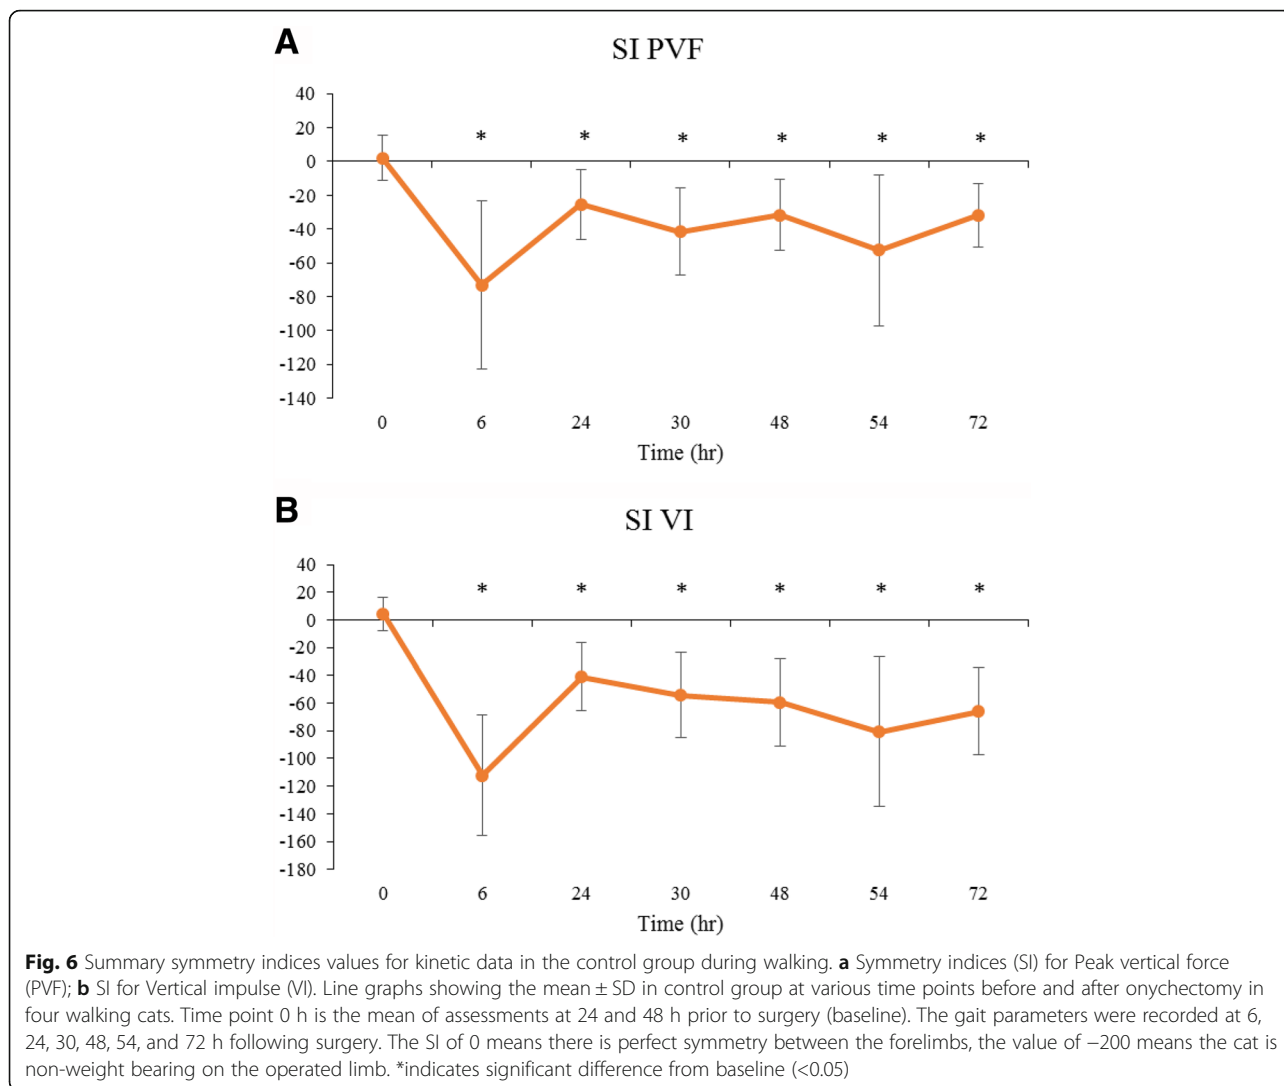 A
SI PVF
40
20
0
-20
-40
-60
-80
-100
-120
-140
* * * * * *
0 6 24 30 48 54 72
Time (hr)
B
SI VI
40
20
0
-20
-40
-60
-80
-100
-120
-140
-160
-180
* * * * * *
0 6 24 30 48 54 72
Time (hr)
Fig. 6 Summary symmetry indices values for kinetic data in the control group during walking. a Symmetry indices (SI) for Peak vertical force
(PVF); b SI for Vertical impulse (VI). Line graphs showing the mean ± SD in control group at various time points before and after onychectomy in
four walking cats. Time point 0 h is the mean of assessments at 24 and 48 h prior to surgery (baseline). The gait parameters were recorded at 6,
24, 30, 48, 54, and 72 h following surgery. The SI of 0 means there is perfect symmetry between the forelimbs, the value of −200 means the cat is
non-weight bearing on the operated limb. *indicates significant difference from baseline (<0.05)